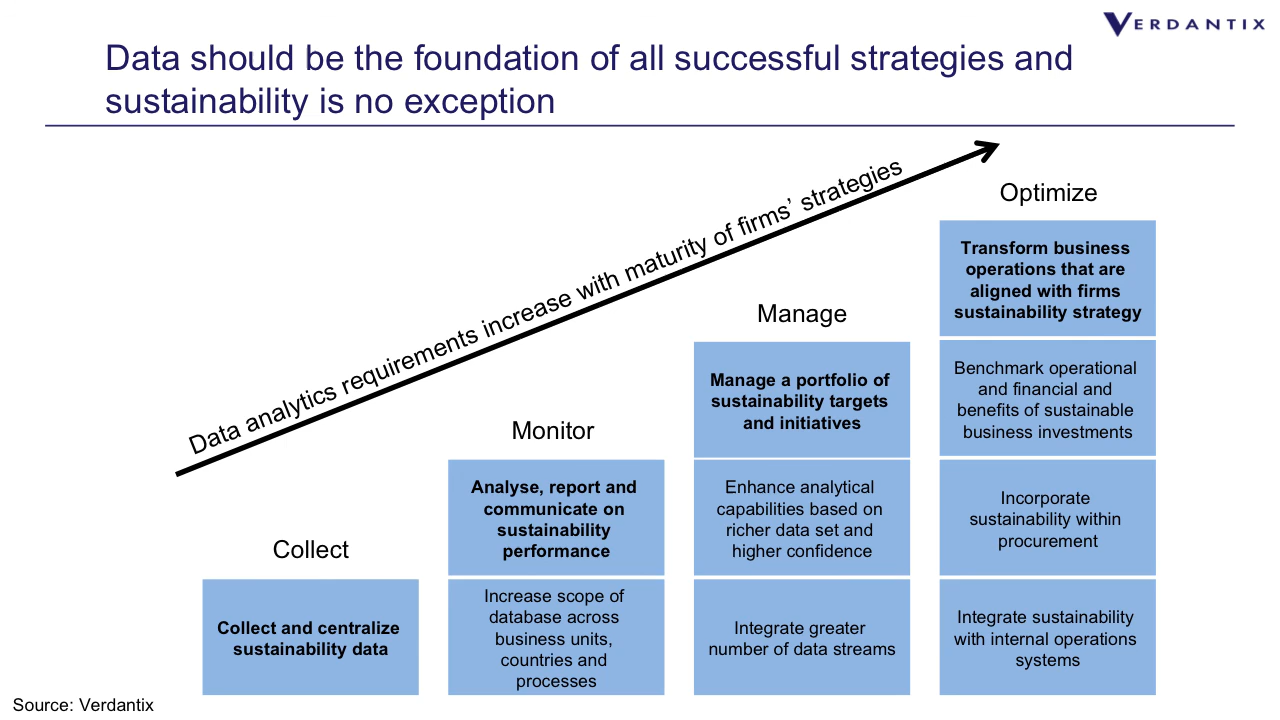 VERDANTIX
Data should be the foundation of all successful strategies and
sustainability is no exception
Data analytics requirements increase with maturity of firms’ strategies
Collect
Collect and centralize
sustainability data
Monitor
Analyse, report and
communicate on
sustainability
performance
Increase scope of
database across
business units,
countries and
processes
Manage
Manage a portfolio of
sustainability targets
and initiatives
Enhance analytical
capabilities based on
richer data set and
higher confidence
Integrate greater
number of data streams
Optimize
Transform business
operations that are
aligned with firms
sustainability strategy
Benchmark operational
and financial and
benefits of sustainable
business investments
Incorporate
sustainability within
procurement
Integrate sustainability
with internal operations
systems
Source: Verdantix